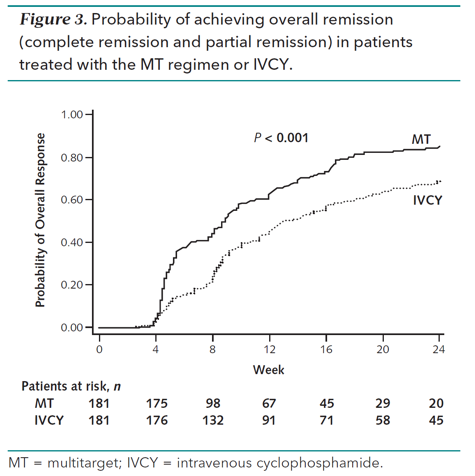 Figure 3. Probability of achieving overall remission
(complete remission and partial remission) in patients
treated with the MT regimen or IVCY.
1.00
P < 0.001
MT
0.80
IVCY
0.60
0.40
0.20
0.00
Probability of Overall Response
0 4 8 12 16 20 24
Week
Patients at risk, n
MT 181 175 98 67 45 29 20
IVCY 181 176 132 91 71 58 45
MT = multitarget; IVCY = intravenous cyclophosphamide.